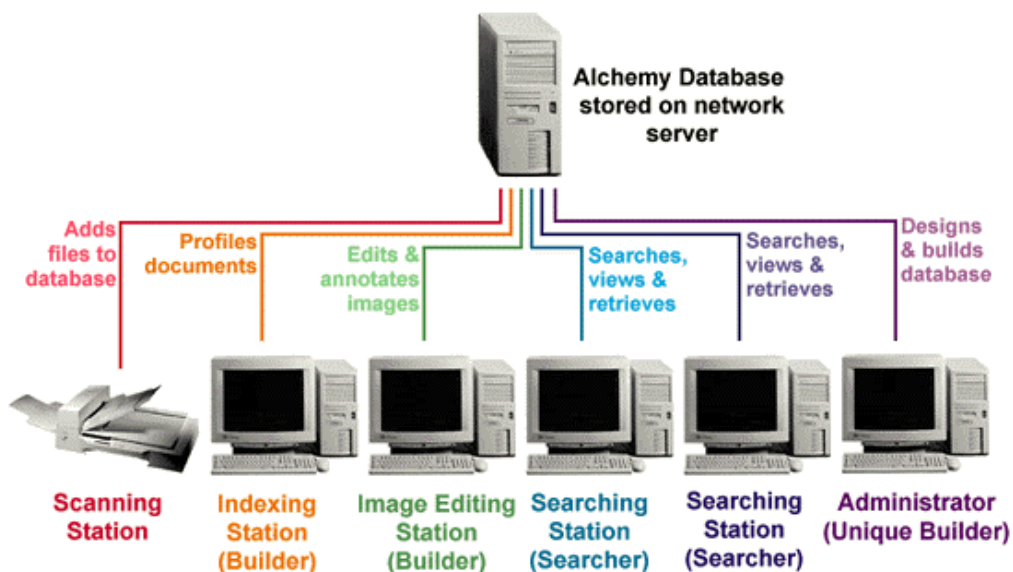 Alchemy Database
stored on network
server
Adds
files to
database
Profiles
documents
Edits &
annotates
images
Searches,
views &
retrieves
Searches,
views &
retrieves
Designs
& builds
database
Scanning
Station
Indexing
Station
(Builder)
Image Editing
Station
(Builder)
Searching
Station
(Searcher)
Searching
Station
(Searcher)
Administrator
(Unique Builder)